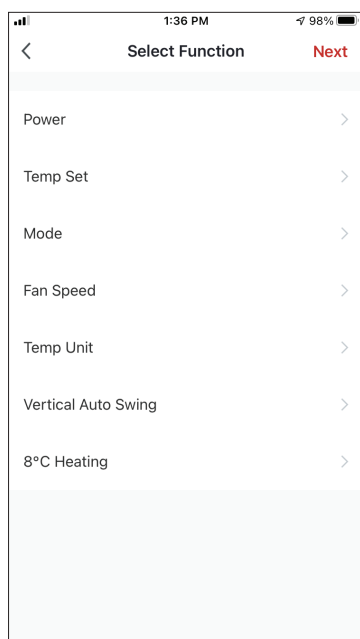 1:36 PM 98%
Select Function Next
Power
Temp Set
Mode
Fan Speed
Temp Unit
Vertical Auto Swing
8°C Heating